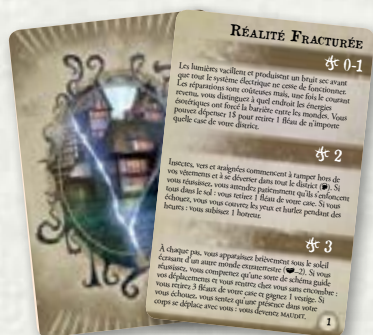 RÉALITÉ FRACTURÉE
0-1
Les lumières vacillent et produisent un bruit sec avant
que tout le système électrique ne cesse de fonctionner.
Les réparations sont coûteuses mais, une fois le courant
revenu, vous distinguez à quel endroit les énergies
ésotériques ont forcé la barrière entre les mondes. Vous
pouvez dépenser 1$ pour retirer 1 fléau de n'importe
quelle case de votre district.
2
Insectes, vers et araignées commencent à ramper hors de
vos vêtements et à se déverser dans tout le district ( ). Si
vous réussissez, vous attendez patiemment qu'ils s'enfoncent
tous dans le sol : vous retirez 1 fléau de votre case. Si vous
échouez, vous vous couvrez les yeux et hurlez pendant des
heures : vous subissez 1 horreur.
3
À chaque pas, vous apparaissez brièvement sous le soleil
écrasant d'un autre monde extraterrestre ( -2). Si vous
réussissez, vous comprenez qu'une sorte de schéma guide
vos déplacements et vous rentrez chez vous sans encombre :
vous retirez 3 fléaux de votre case et gagnez 1 vestige. Si
vous échouez, vous sentez qu'une présence dans votre
corps se déplace avec vous : vous devenez MAUDIT.
1